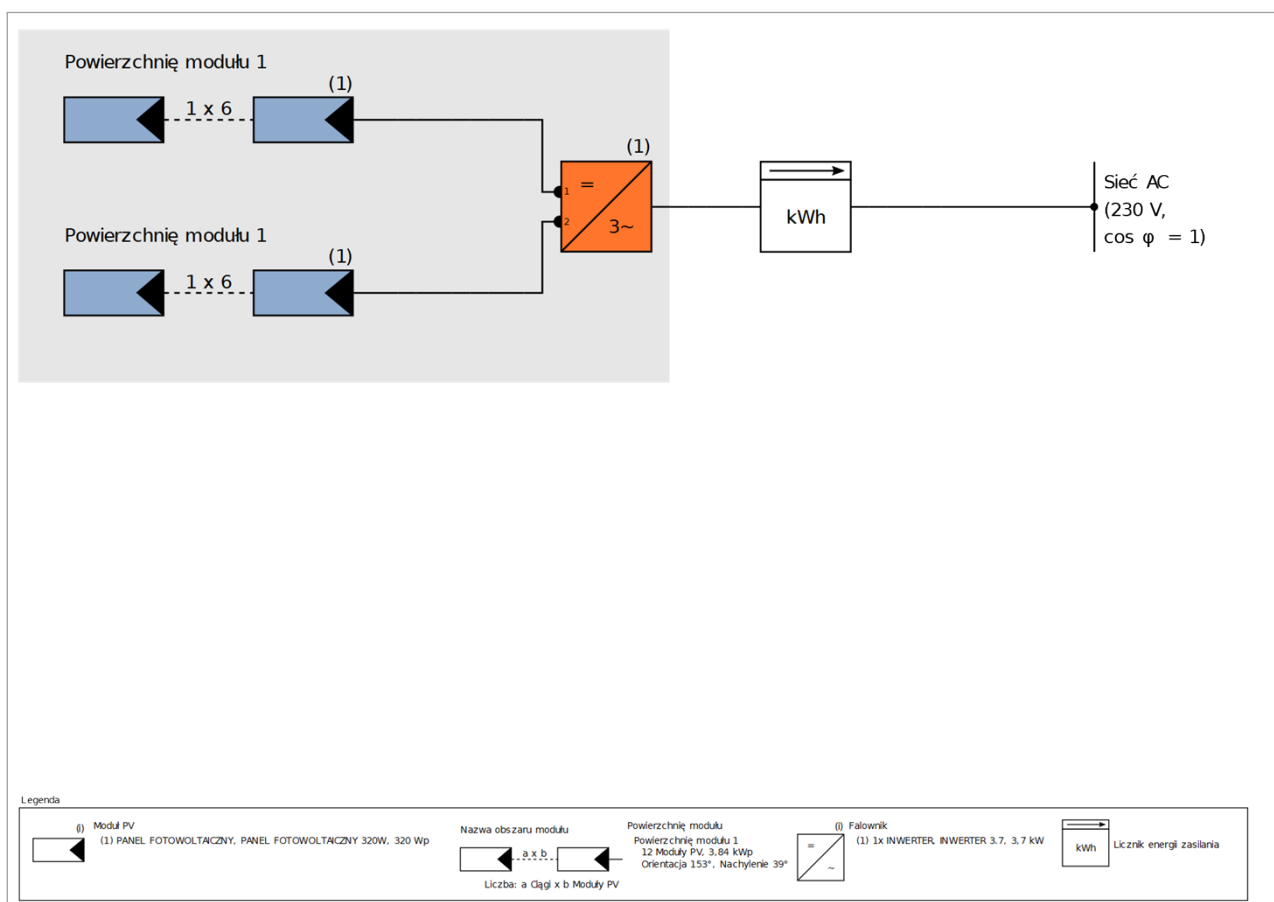 Powierzchnię modułu 1
(1)
1 x 6
(1)
1
=
2
3~
kWh
Sieć AC
(230 V,
cos φ = 1)
Powierzchnię modułu 1
(1)
1 x 6
Legenda
(i) Moduł PV
(1) PANEL FOTOWOLTAICZNY, PANEL FOTOWOLTAICZNY 320W, 320 Wp
Nazwa obszaru modułu
a x b
Liczba: a Ciągi x b Moduły PV
Powierzchnię modułu
Powierzchnię modułu 1
12 Moduły PV, 3,84 kWp
Orientacja 153°, Nachylenie 39°
=
~
(i) Falownik
(1) 1x INWERTER, INWERTER 3.7, 3,7 kW
kWh
Licznik energii zasilania